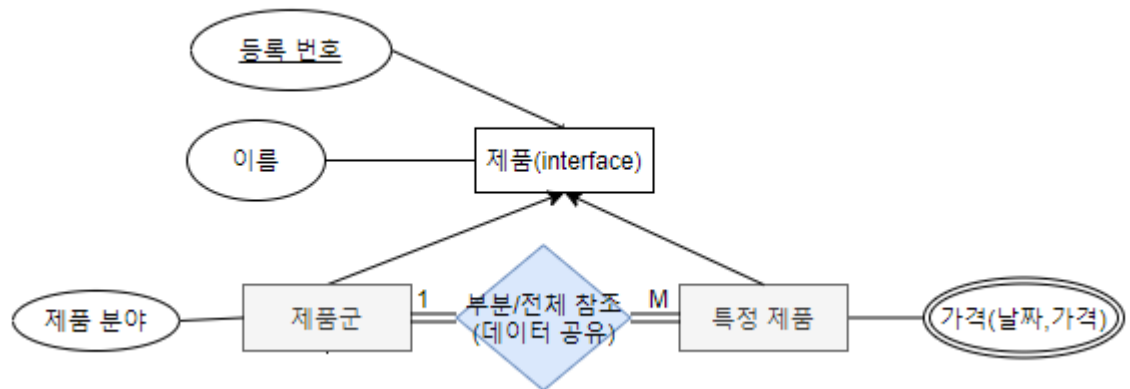 등록 번호
이름
제품(interface)
제품 분야
제품군
1
부분/전체 참조
(데이터 공유)
M
특정 제품
가격(날짜,가격)